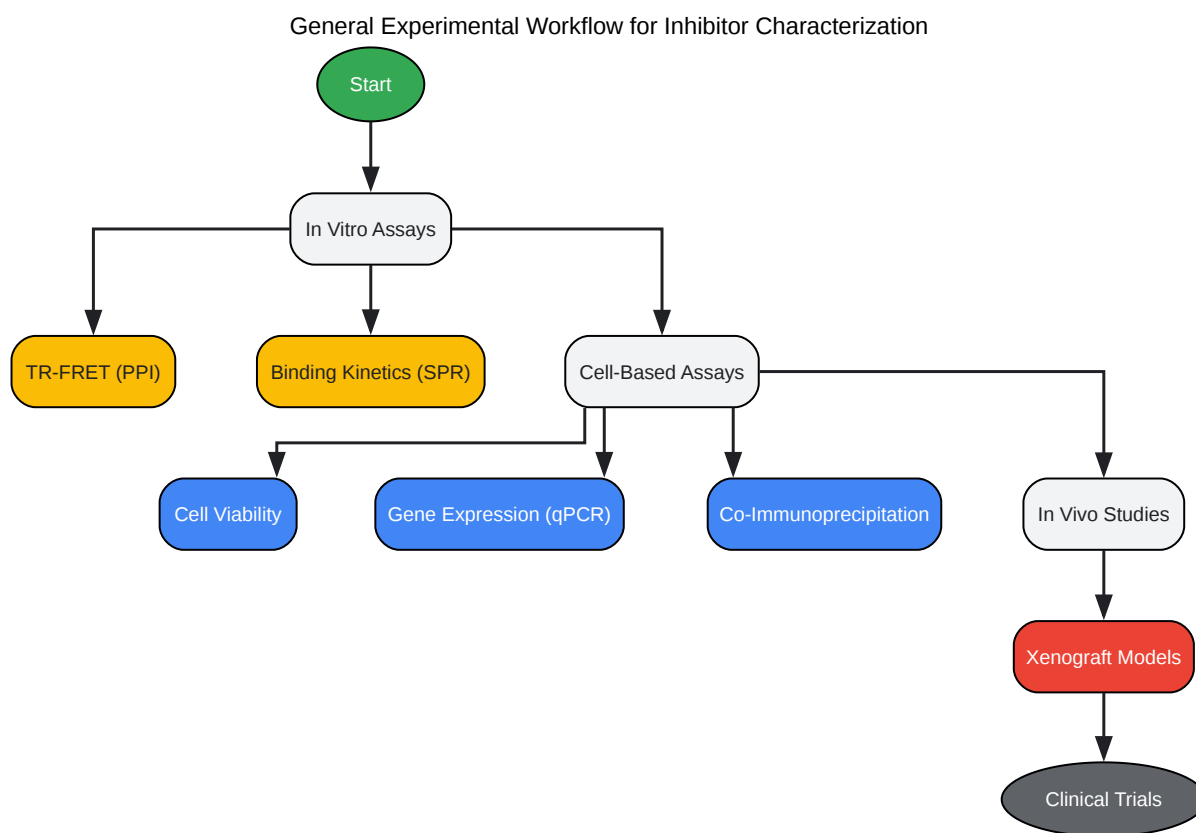 General Experimental Workflow for Inhibitor Characterization
Start
In Vitro Assays
TR-FRET (PPI)
Binding Kinetics (SPR)
Cell-Based Assays
Cell Viability
Gene Expression (qPCR)
Co-Immunoprecipitation
In Vivo Studies
Xenograft Models
Clinical Trials